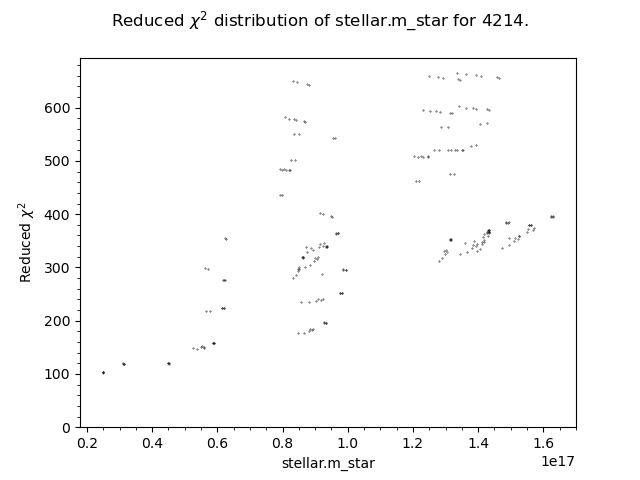 Reduced χ² distribution of stellar.m_star for 4214.
600
500
400
300
200
100
0
Reduced χ²
0.2 0.4 0.6 0.8 1.0 1.2 1.4 1.6
1e17
stellar.m_star